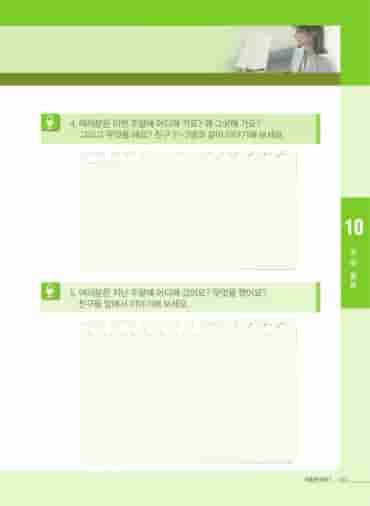 4. 여러분은 이번 주말에 어디에 가요? 왜 그곳에 가요?
그리고 무엇을 해요? 친구 2~3명과 같이 이야기해 보세요.
10
5. 여러분은 지난 주말에 어디에 갔어요? 무엇을 했어요?
친구들 앞에서 이야기해 보세요.